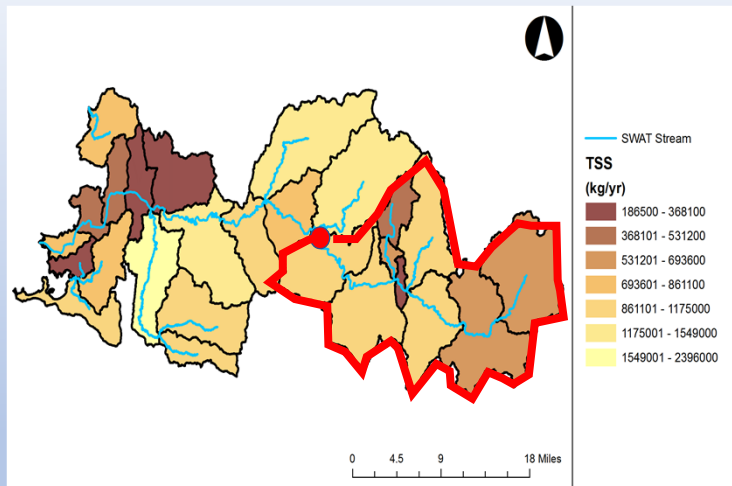 SWAT Stream
TSS
(kg/yr)
186500 - 368100
368101 - 531200
531201 - 693600
693601 - 861100
861101 - 1175000
1175001 - 1549000
1549001 - 2396000
0 4.5 9 18 Miles